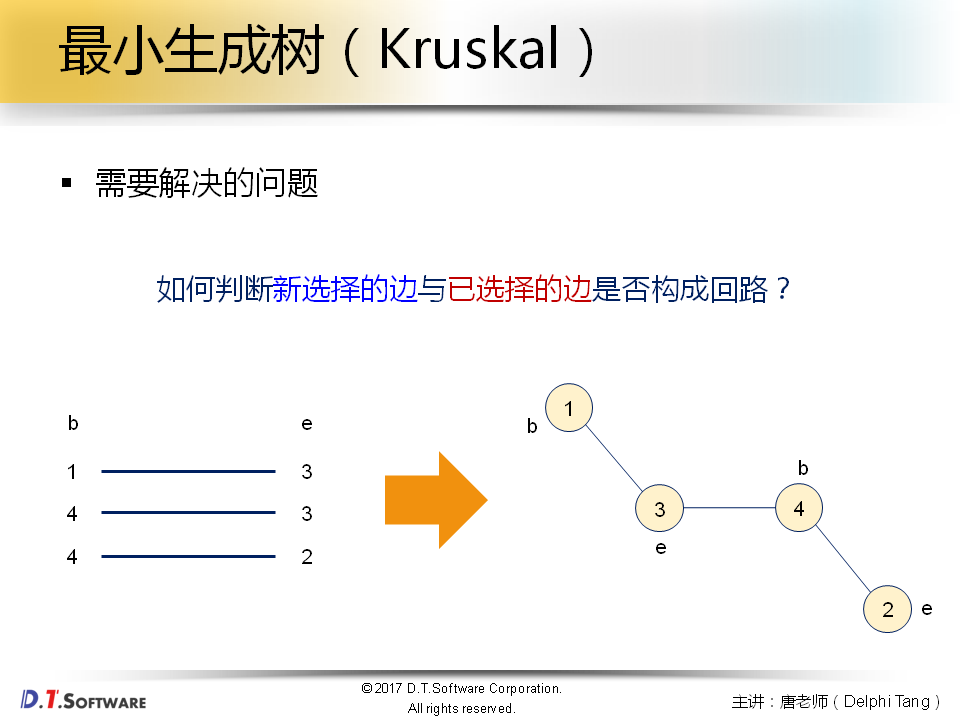 最小生成树（Kruskal）
▪ 需要解决的问题
如何判断新选择的边与已选择的边是否构成回路？
b e
1 3
4 3
4 2
1
b
b
3 4
e
2 e
D.T.SOFTWARE
©2017 D.T.Software Corporation.
All rights reserved.
主讲：唐老师（Delphi Tang）